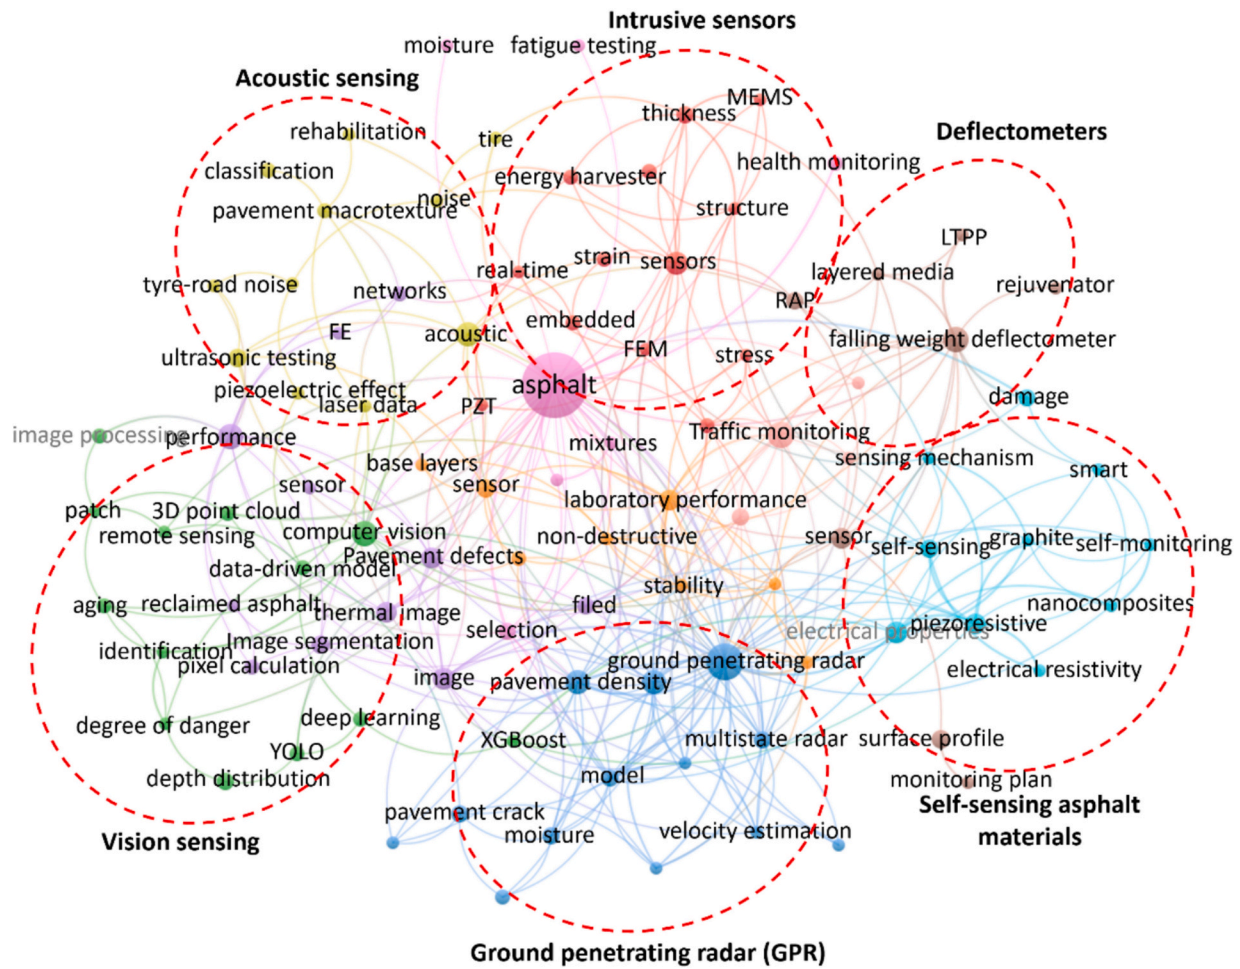 Intrusive sensors
moisture
fatigue testing
Acoustic sensing
MEMS
thickness
rehabilitation
tire
Deflectometers
classification
energy harvester
health monitoring
noise
pavement macrotexture
structure
LTPP
strain
sensors
real-time
layered media
rejuvenator
tyre-road noise
networks
RAP
embedded
FE
acoustic
falling weight deflectometer
FEM
stress
ultrasonic testing
asphalt
piezoelectric effect
laser data
PZT
damage
image processing
performance
mixtures
Traffic monitoring
base layers
sensing mechanism
smart
sensor
sensor
laboratory performance
patch
3D point cloud
remote sensing
computer vision
non-destructive
sensor
self-sensing
graphite
self-monitoring
Pavement defects
data-driven model
stability
aging
reclaimed asphalt
thermal image
filed
nanocomposites
selection
electrical properties
piezoresistive
Image segmentation
identification
pixel calculation
image
pavement density
ground penetrating radar
electrical resistivity
degree of danger
deep learning
XGBoost
multistate radar
surface profile
YOLO
depth distribution
model
monitoring plan
Self-sensing asphalt
materials
pavement crack
moisture
velocity estimation
Vision sensing
Ground penetrating radar (GPR)